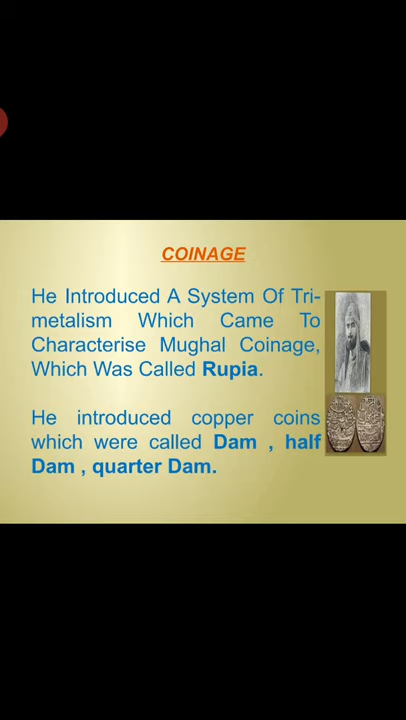 COINAGE
He Introduced A System Of Tri-
metalism Which Came To
Characterise Mughal Coinage,
Which Was Called Rupia.
He introduced copper coins
which were called Dam , half
Dam , quarter Dam.